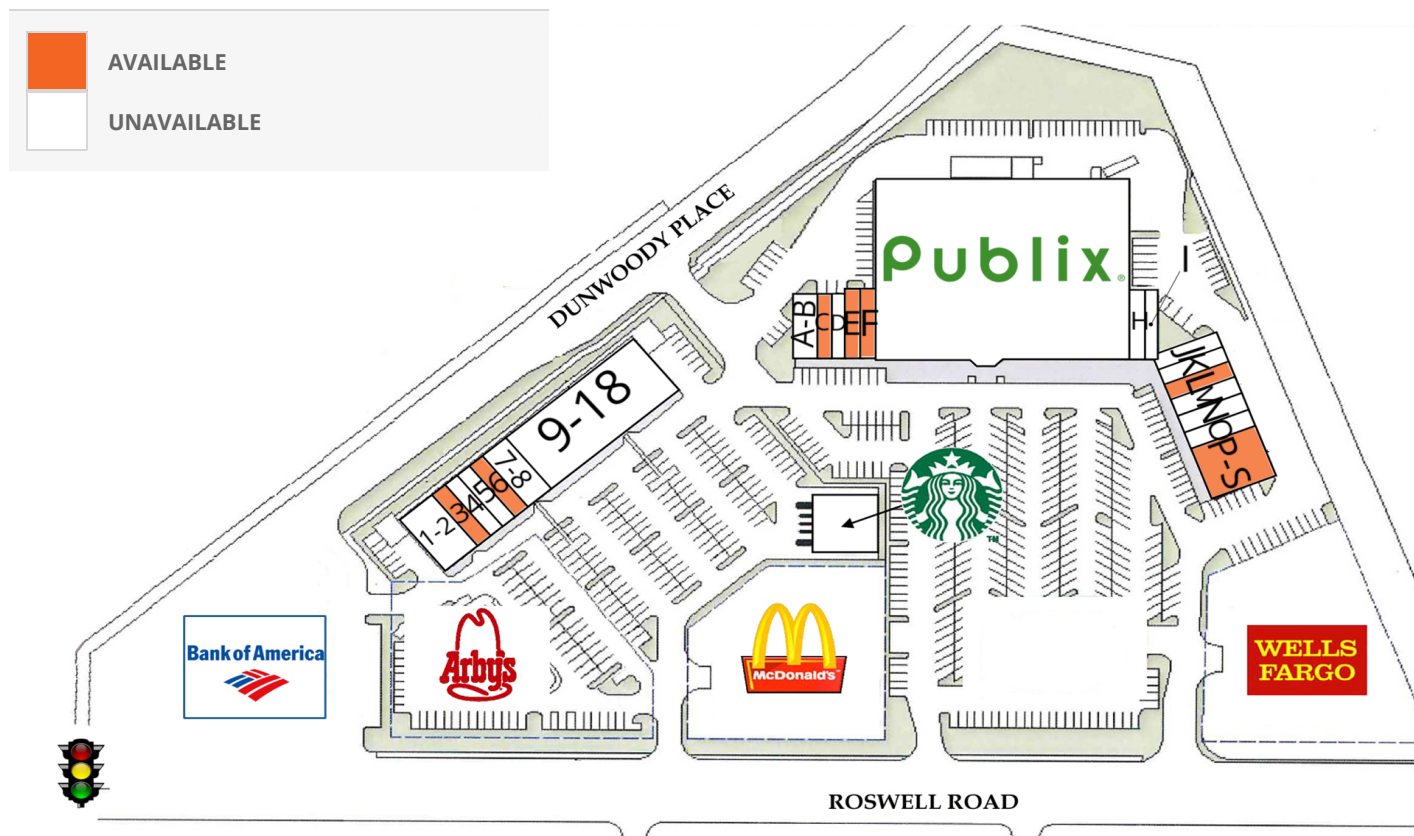 AVAILABLE
UNAVAILABLE
DUNWOODY PLACE
Publix®
I
A-B
C
D
E
F
H
J
K
L
M
N
O
P-S
9-18
7-8
6
5
4
3
1-2
TM
Bank of America
Arby's
McDonald's
WELLS
FARGO
ROSWELL ROAD